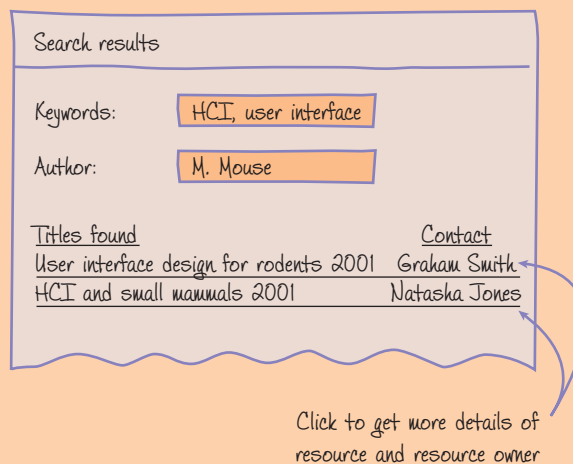 Search results
Keywords: HCI, user interface
Author: M. Mouse
Titles found Contact
User interface design for rodents 2001 Graham Smith
HCI and small mammals 2001 Natasha Jones
Click to get more details of
resource and resource owner